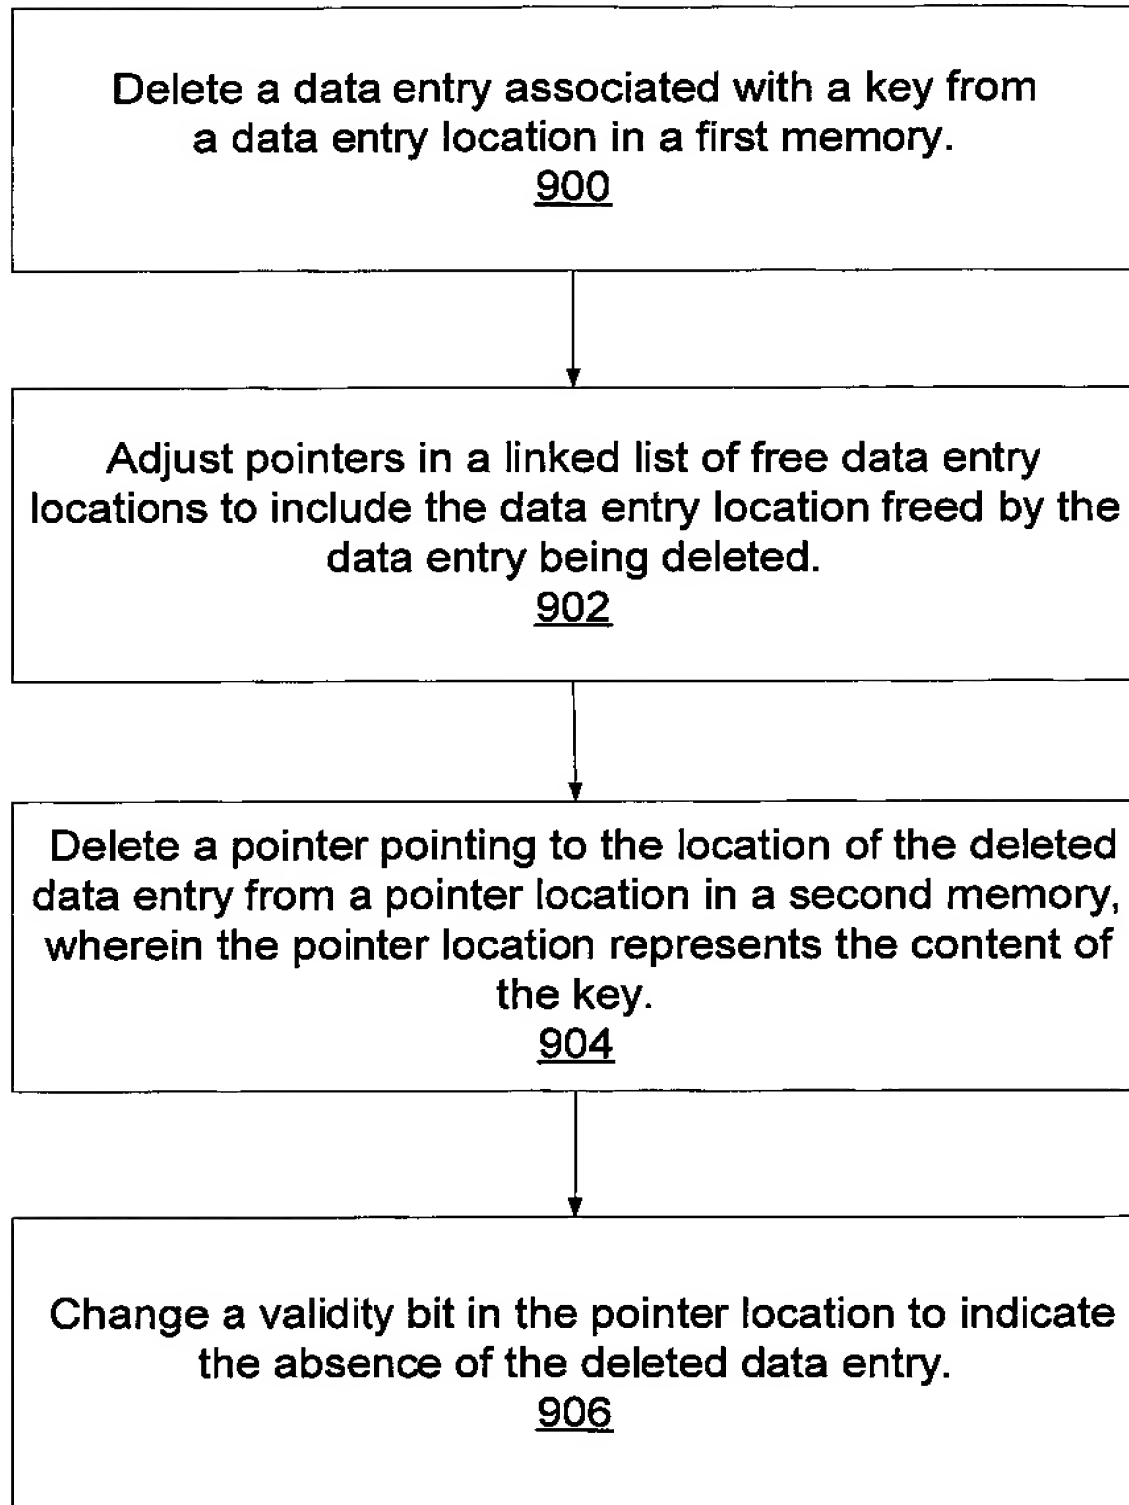 Delete a data entry associated with a key from
a data entry location in a first memory.
900
Adjust pointers in a linked list of free data entry
locations to include the data entry location freed by the
data entry being deleted.
902
Delete a pointer pointing to the location of the deleted
data entry from a pointer location in a second memory,
wherein the pointer location represents the content of
the key.
904
Change a validity bit in the pointer location to indicate
the absence of the deleted data entry.
906